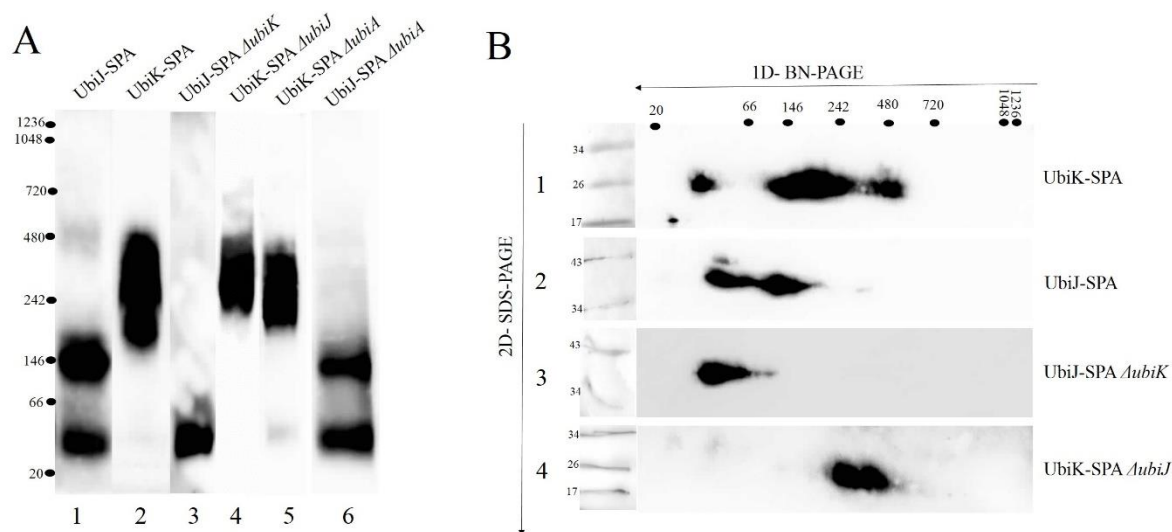 A
UbiJ-SPA
UbiK-SPA
UbiJ-SPA ΔubiK
UbiK-SPA ΔubiJ
UbiK-SPA ΔubiA
UbiJ-SPA ΔubiA
1236
1048
720
480
242
146
66
20
1 2 3 4 5 6
B
1D- BN-PAGE
20 66 146 242 480 720 1048 1236
2D- SDS-PAGE
1
34
26
17
UbiK-SPA
2
43
34
UbiJ-SPA
3
43
34
UbiJ-SPA ΔubiK
4
34
26
17
UbiK-SPA ΔubiJ